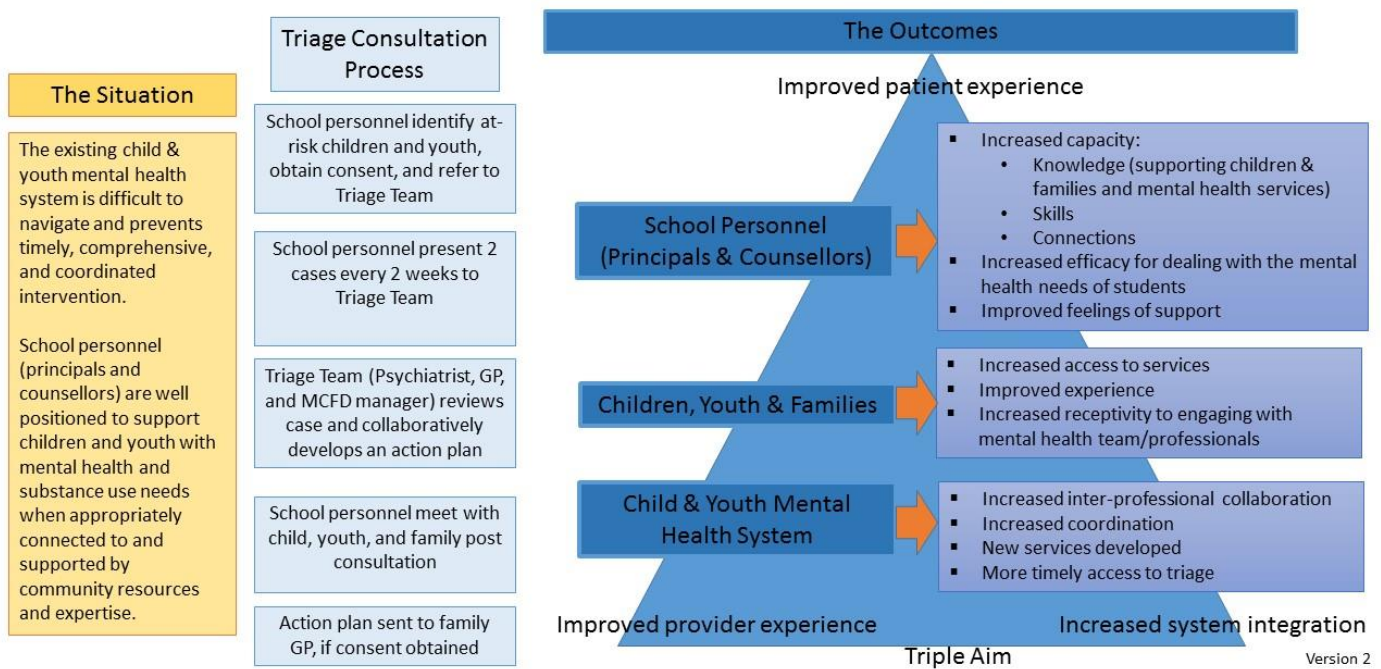 The Situation
The existing child &
youth mental health
system is difficult to
navigate and prevents
timely, comprehensive,
and coordinated
intervention.
School personnel
(principals and
counsellors) are well
positioned to support
children and youth with
mental health and
substance use needs
when appropriately
connected to and
supported by
community resources
and expertise.
Triage Consultation
Process
School personnel identify at-
risk children and youth,
obtain consent, and refer to
Triage Team
School personnel present 2
cases every 2 weeks to
Triage Team
Triage Team (Psychiatrist, GP,
and MCFD manager) reviews
case and collaboratively
develops an action plan
School personnel meet with
child, youth, and family post
consultation
Action plan sent to family
GP, if consent obtained
The Outcomes
Improved patient experience
School Personnel
(Principals & Counsellors)
▪ Increased capacity:
• Knowledge (supporting children &
families and mental health services)
• Skills
• Connections
▪ Increased efficacy for dealing with the mental
health needs of students
▪ Improved feelings of support
Children, Youth & Families
▪ Increased access to services
▪ Improved experience
▪ Increased receptivity to engaging with
mental health team/professionals
Child & Youth Mental
Health System
▪ Increased inter-professional collaboration
▪ Increased coordination
▪ New services developed
▪ More timely access to triage
Improved provider experience
Increased system integration
Triple Aim
Version 2